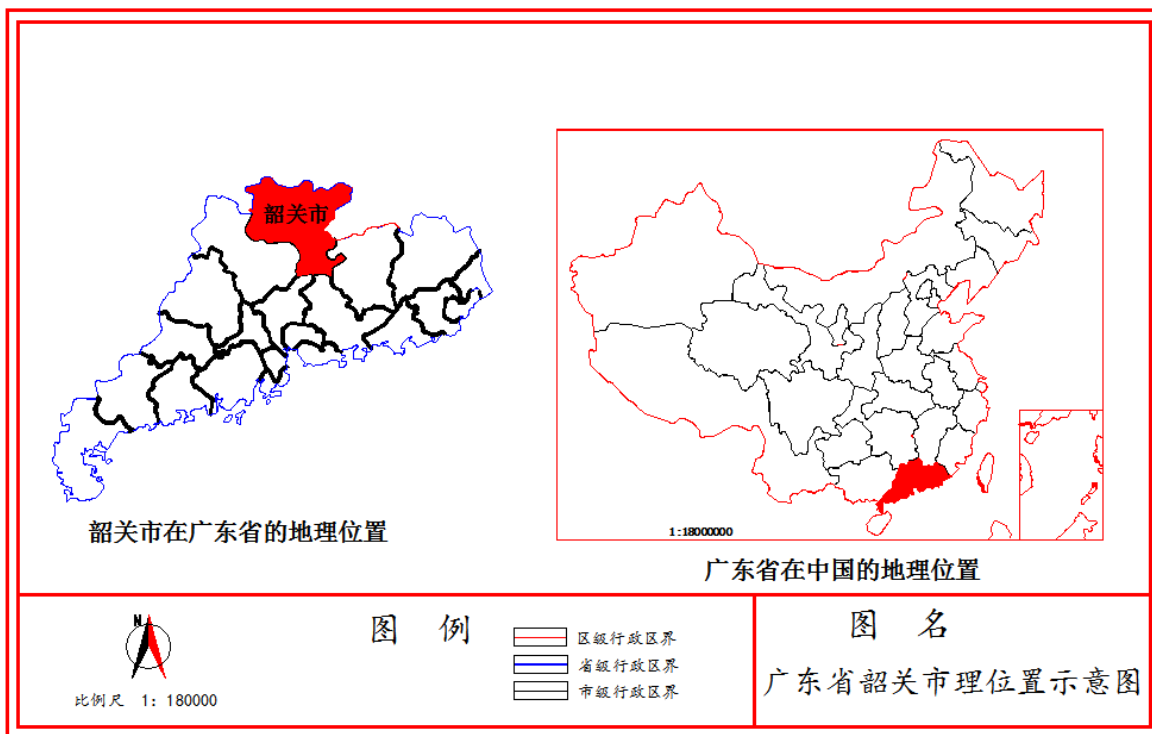 韶关市
韶关市在广东省的地理位置
1:18000000
广东省在中国的地理位置
N
比例尺 1: 180000
图 例
区级行政区界
省级行政区界
市级行政区界
图 名
广东省韶关市理位置示意图